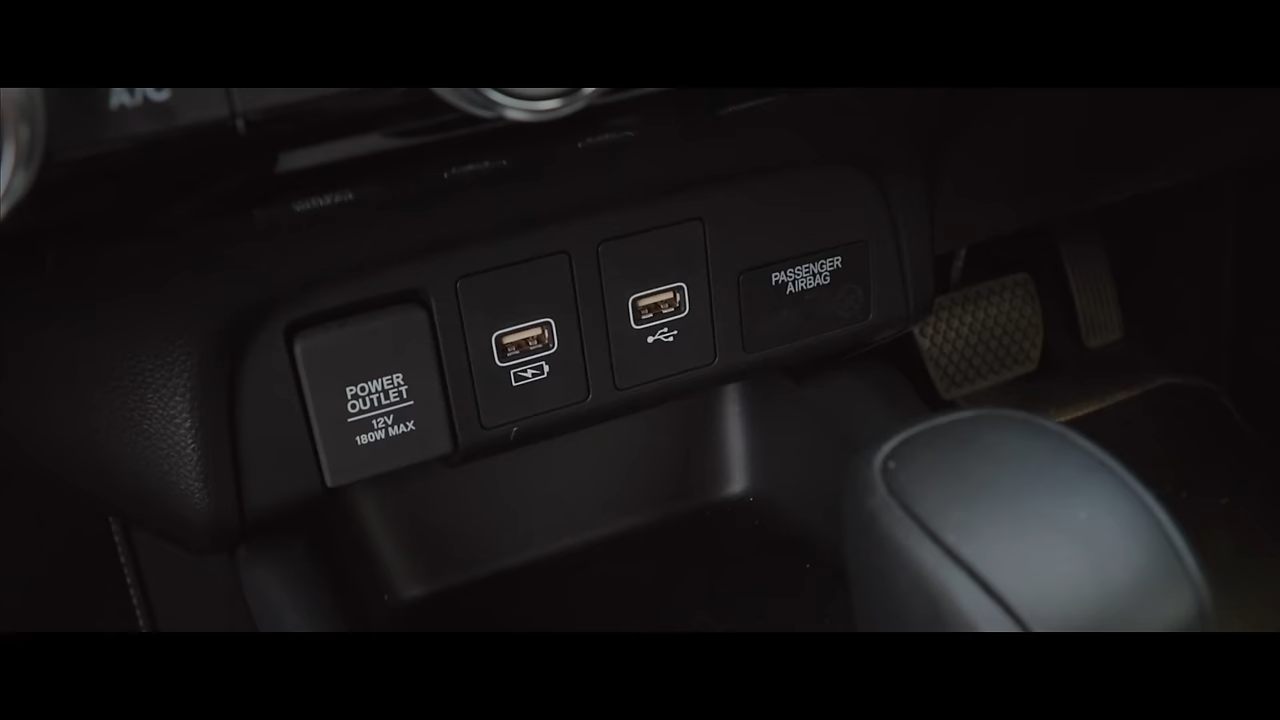 A/C
POWER
OUTLET
12V
180W MAX
PASSENGER
AIRBAG